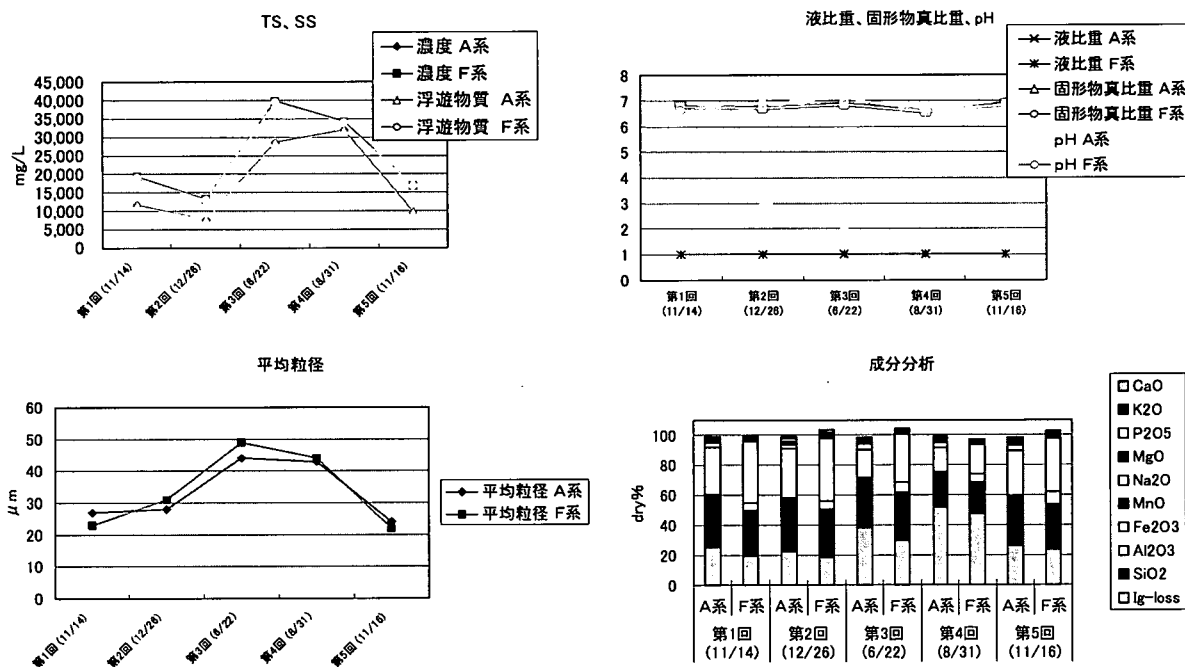 TS、SS
濃度 A系
濃度 F系
浮遊物質 A系
浮遊物質 F系
45,000
40,000
35,000
30,000
25,000
20,000
15,000
10,000
5,000
0
mg/L
第1回 (11/14)
第2回 (12/26)
第3回 (6/22)
第4回 (8/31)
第5回 (11/16)
液比重、固形物真比重、pH
液比重 A系
液比重 F系
固形物真比重 A系
固形物真比重 F系
pH A系
pH F系
8
7
6
5
4
3
2
1
0
第1回 第2回 第3回 第4回 第5回
(11/14) (12/26) (6/22) (8/31) (11/16)
平均粒径
60
50
40
30
20
10
0
μm
平均粒径 A系
平均粒径 F系
第1回 (11/14)
第2回 (12/26)
第3回 (6/22)
第4回 (8/31)
第5回 (11/16)
成分分析
100
80
60
40
20
0
dry%
A系 F系 A系 F系 A系 F系 A系 F系 A系 F系
第1回 第2回 第3回 第4回 第5回
(11/14) (12/26) (6/22) (8/31) (11/16)
CaO
K2O
P2O5
MgO
Na2O
MnO
Fe2O3
Al2O3
SiO2
Ig-loss